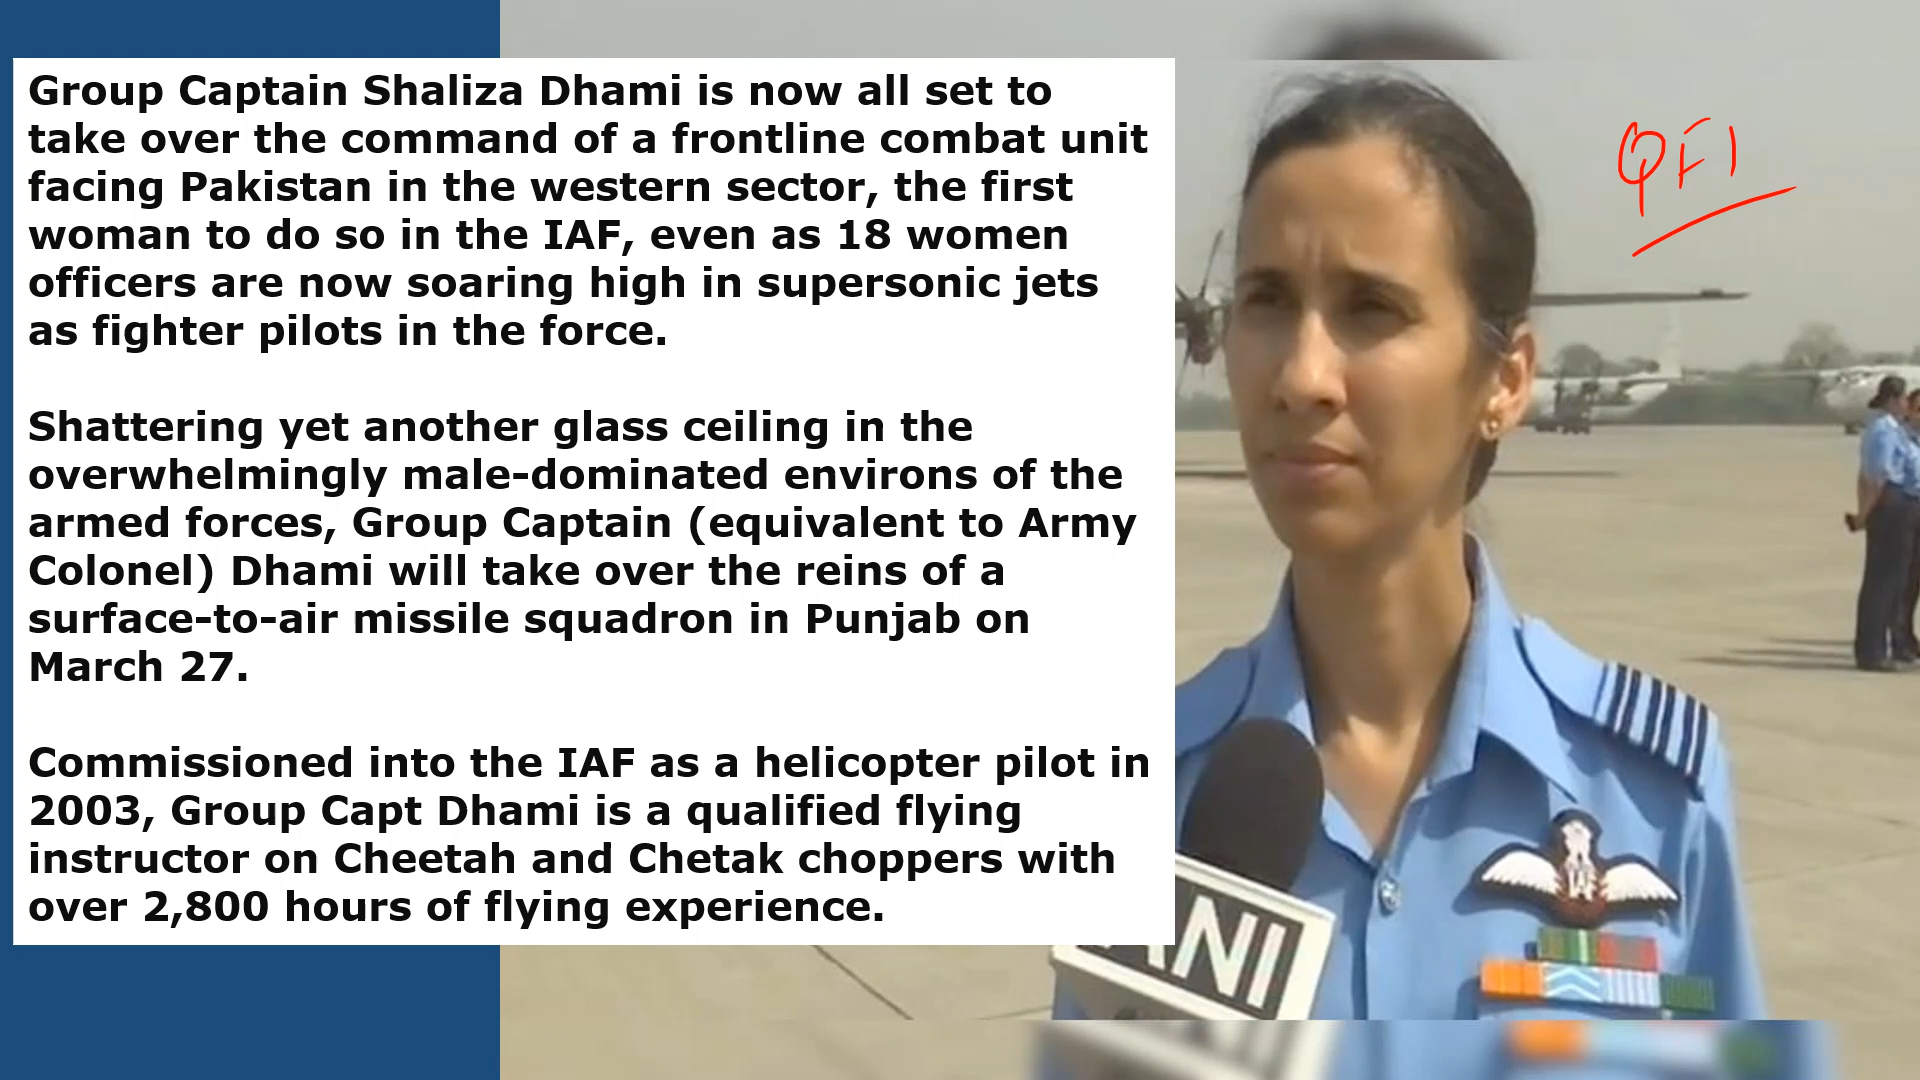 Group Captain Shaliza Dhami is now all set to
take over the command of a frontline combat unit
facing Pakistan in the western sector, the first
woman to do so in the IAF, even as 18 women
officers are now soaring high in supersonic jets
as fighter pilots in the force.
Shattering yet another glass ceiling in the
overwhelmingly male-dominated environs of the
armed forces, Group Captain (equivalent to Army
Colonel) Dhami will take over the reins of a
surface-to-air missile squadron in Punjab on
March 27.
Commissioned into the IAF as a helicopter pilot in
2003, Group Capt Dhami is a qualified flying
instructor on Cheetah and Chetak choppers with
over 2,800 hours of flying experience.
QFI
ANI